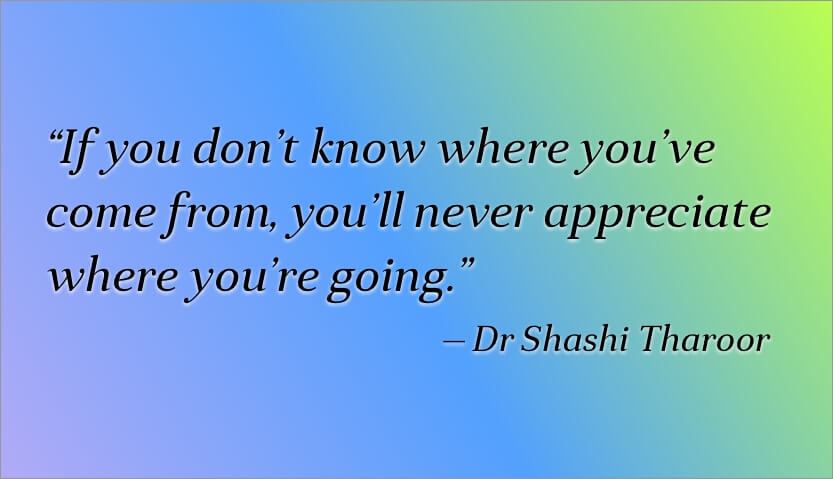 “If you don’t know where you’ve
come from, you’ll never appreciate
where you’re going.”
– Dr Shashi Tharoor